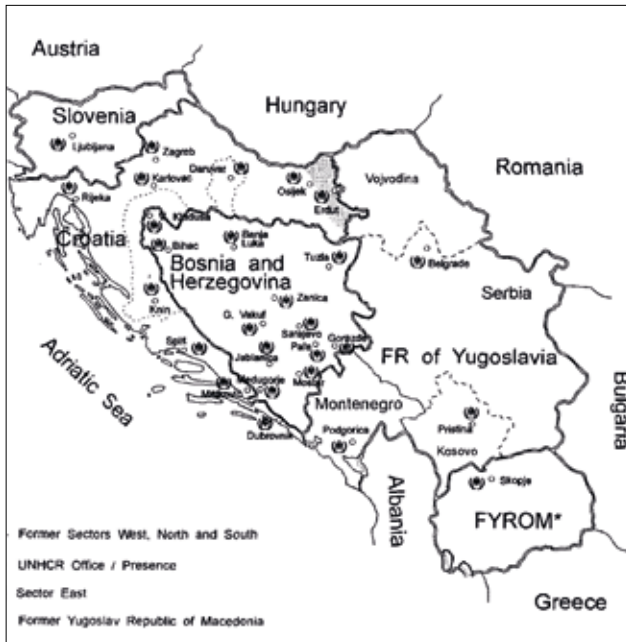 Austria
Hungary
Slovenia
Ljubljana
Zagreb
Romania
Vojvodina
Daruvar
Karlovac
Osijek
Erdut
Rijeka
Croatia
Kladusa
Bihac
Banja
Luka
Belgrade
Tuzla
Bosnia and
Herzegovina
Serbia
Zenica
Knin
G. Vakuf
Sarajevo
Gorazde
Pale
Split
FR of Yugoslavia
Jablanica
Adriatic Sea
Bulgaria
Medugorje
Mostar
Metkovic
Montenegro
Pristina
Dubrovnik
Podgorica
Kosovo
Albania
Skopje
FYROM*
Former Sectors West, North and South
UNHCR Office / Presence
Sector East
Former Yugoslav Republic of Macedonia
Greece